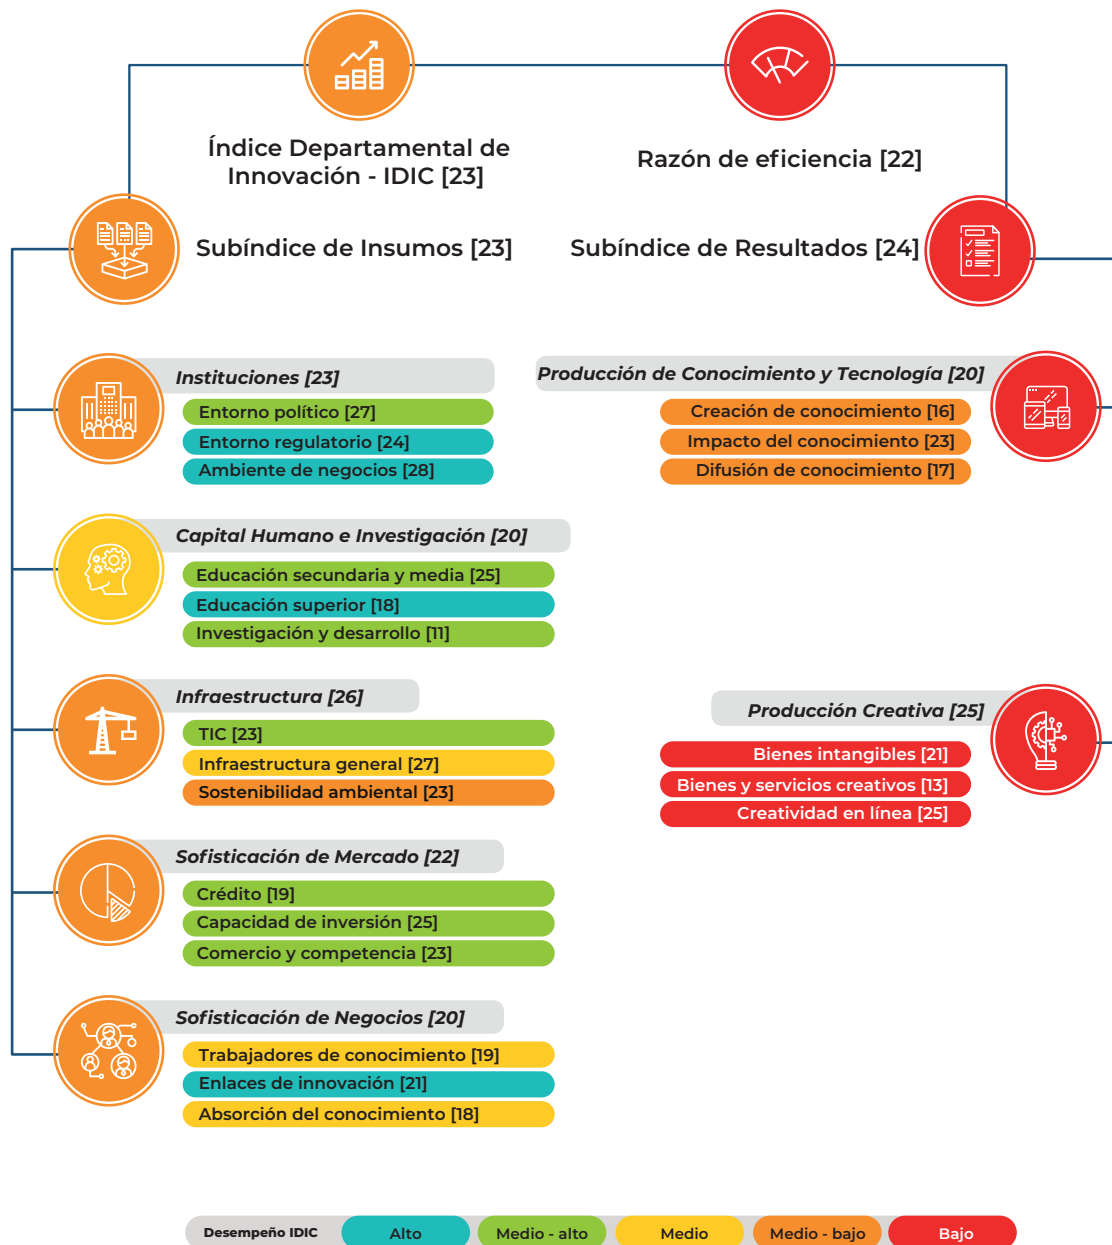 Índice Departamental de
Innovación - IDIC [23]
Razón de eficiencia [22]
Subíndice de Insumos [23]
Subíndice de Resultados [24]
Instituciones [23]
Entorno político [27]
Entorno regulatorio [24]
Ambiente de negocios [28]
Capital Humano e Investigación [20]
Educación secundaria y media [25]
Educación superior [18]
Investigación y desarrollo [11]
Infraestructura [26]
TIC [23]
Infraestructura general [27]
Sostenibilidad ambiental [23]
Sofisticación de Mercado [22]
Crédito [19]
Capacidad de inversión [25]
Comercio y competencia [23]
Sofisticación de Negocios [20]
Trabajadores de conocimiento [19]
Enlaces de innovación [21]
Absorción del conocimiento [18]
Producción de Conocimiento y Tecnología [20]
Creación de conocimiento [16]
Impacto del conocimiento [23]
Difusión de conocimiento [17]
Producción Creativa [25]
Bienes intangibles [21]
Bienes y servicios creativos [13]
Creatividad en línea [25]
Desempeño IDIC Alto Medio - alto Medio Medio - bajo Bajo